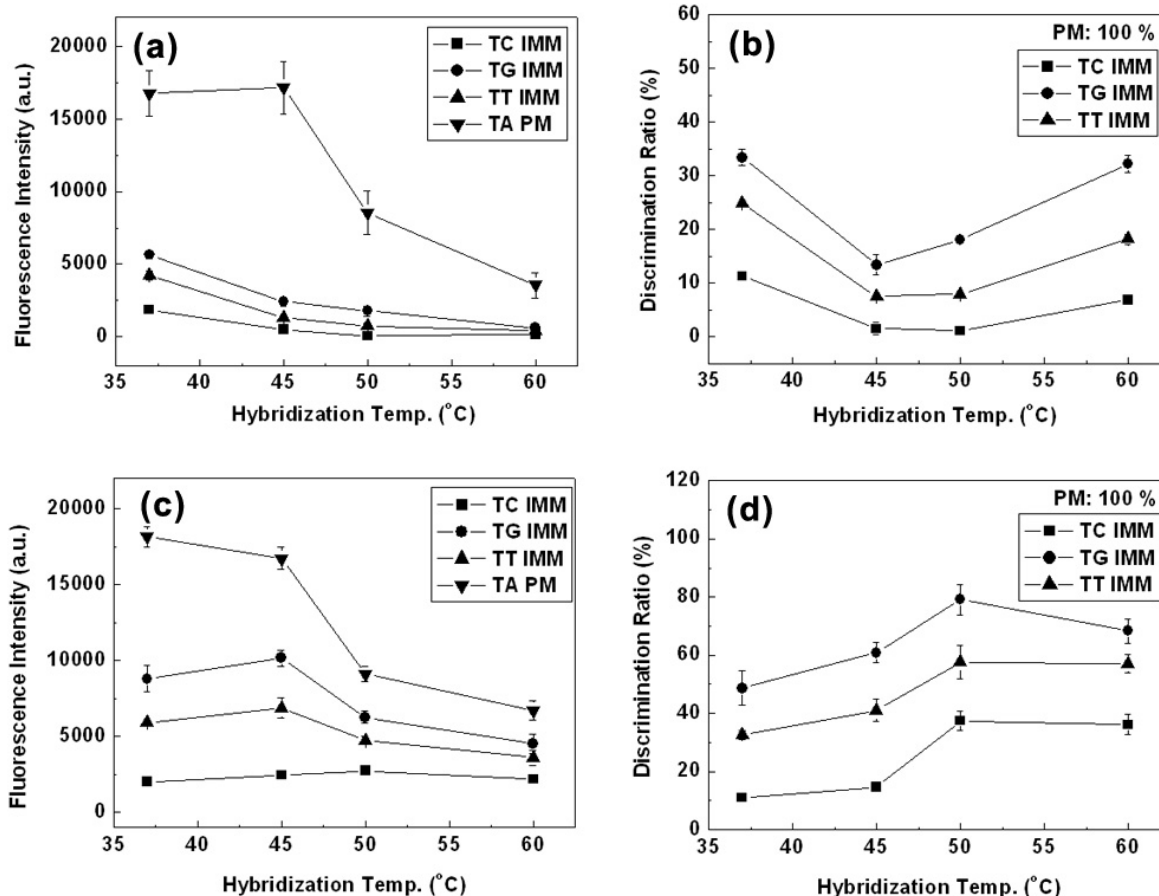 (a)
TC IMM
TG IMM
TT IMM
TA PM
Fluorescence Intensity (a.u.)
20000
15000
10000
5000
0
35 40 45 50 55 60
Hybridization Temp. (°C)
(b)
PM: 100 %
TC IMM
TG IMM
TT IMM
Discrimination Ratio (%)
60
50
40
30
20
10
0
35 40 45 50 55 60
Hybridization Temp. (°C)
(c)
TC IMM
TG IMM
TT IMM
TA PM
Fluorescence Intensity (a.u.)
20000
15000
10000
5000
0
35 40 45 50 55 60
Hybridization Temp. (°C)
(d)
PM: 100 %
TC IMM
TG IMM
TT IMM
Discrimination Ratio (%)
120
100
80
60
40
20
0
35 40 45 50 55 60
Hybridization Temp. (°C)